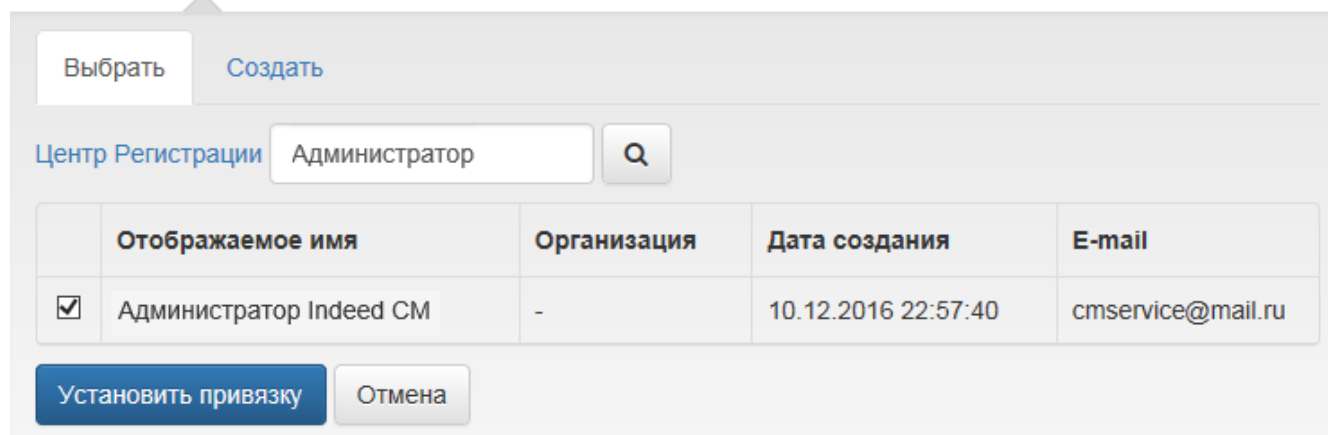 Выбрать Создать
Центр Регистрации Администратор
Отображаемое имя Организация Дата создания E-mail
Администратор Indeed CM - 10.12.2016 22:57:40 cmservice@mail.ru
Установить привязку Отмена